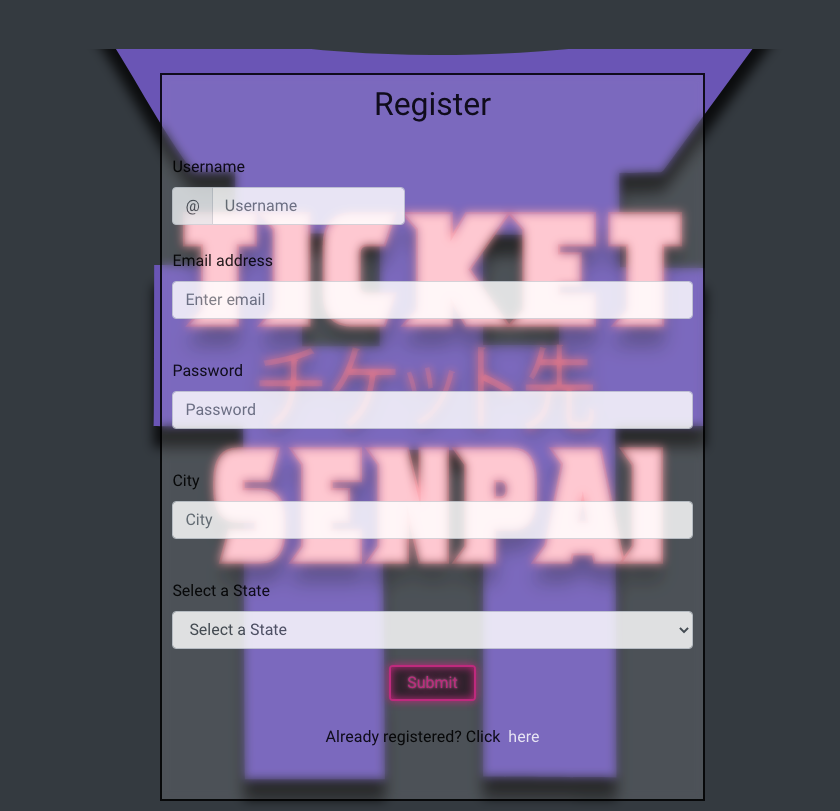 Register
Username
@ Username
TICKET
Email address
Enter email
チケット先
Password
Password
SENPAI
City
City
Select a State
Select a State
Submit
Already registered? Click here